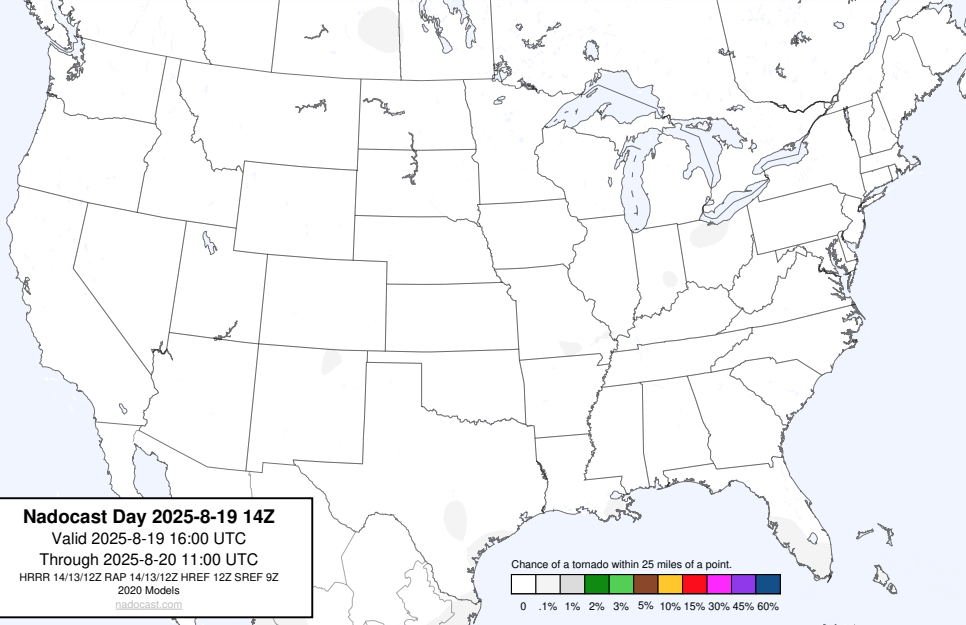 Nadocast Day 2025-8-19 14Z
Valid 2025-8-19 16:00 UTC
Through 2025-8-20 11:00 UTC
HRRR 14/13/12Z RAP 14/13/12Z HREF 12Z SREF 9Z
2020 Models
nadocast.com
Chance of a tornado within 25 miles of a point.
0 .1% 1% 2% 3% 5% 10% 15% 30% 45% 60%